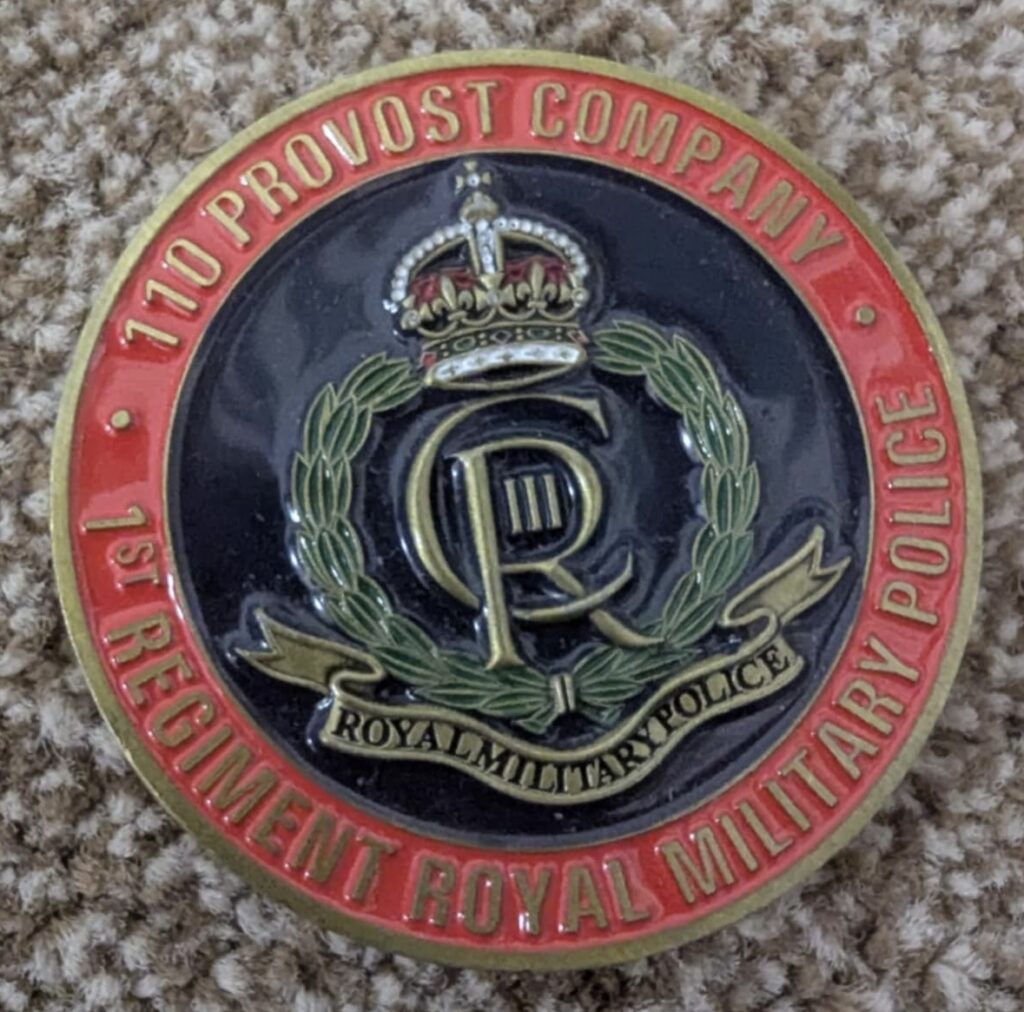 110 PROVOST COMPANY
1ST REGIMENT ROYAL MILITARY POLICE
CR III
ROYAL MILITARY POLICE